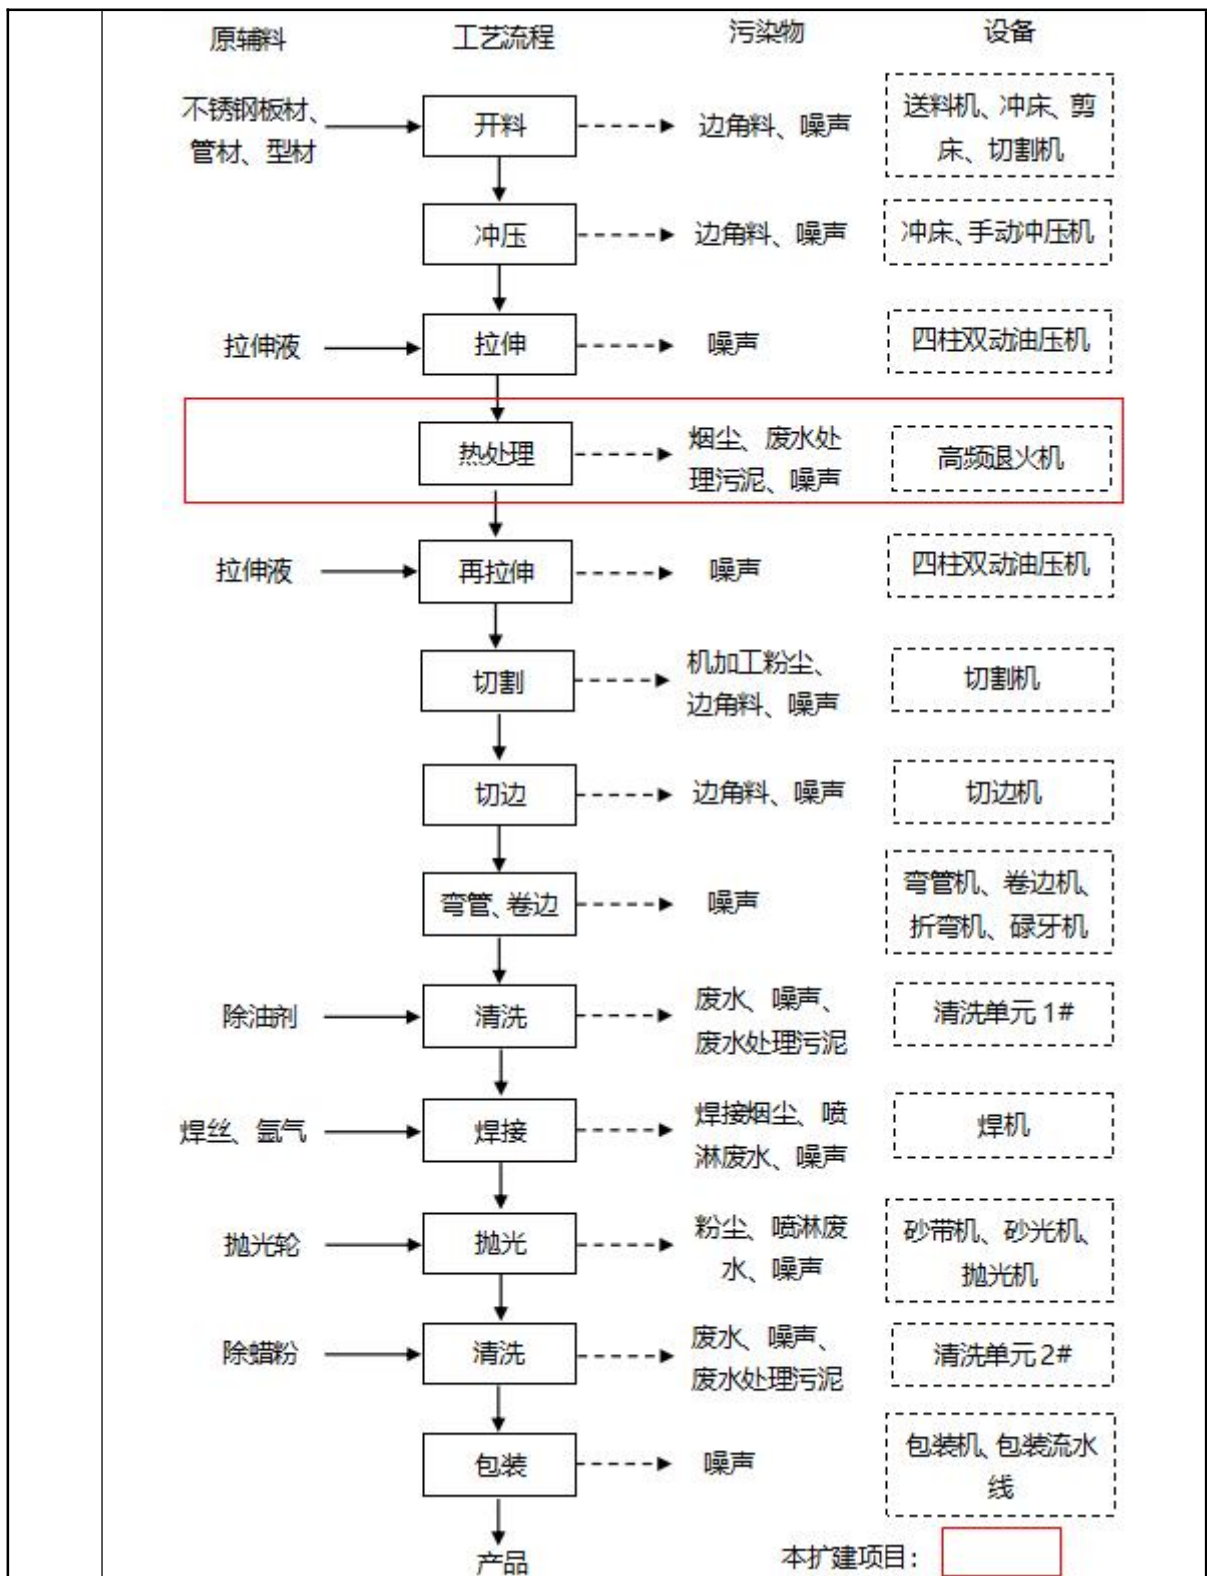 原辅料 工艺流程 污染物 设备
不锈钢板材、
管材、型材
开料
边角料、噪声
送料机、冲床、剪
床、切割机
冲压
边角料、噪声
冲床、手动冲压机
拉伸液
拉伸
噪声
四柱双动油压机
热处理
烟尘、废水处
理污泥、噪声
高频退火机
拉伸液
再拉伸
噪声
四柱双动油压机
切割
机加工粉尘、
边角料、噪声
切割机
切边
边角料、噪声
切边机
弯管、卷边
噪声
弯管机、卷边机、
折弯机、碌牙机
除油剂
清洗
废水、噪声、
废水处理污泥
清洗单元1#
焊丝、氩气
焊接
焊接烟尘、喷
淋废水、噪声
焊机
抛光轮
抛光
粉尘、喷淋废
水、噪声
砂带机、砂光机、
抛光机
除蜡粉
清洗
废水、噪声、
废水处理污泥
清洗单元2#
包装
噪声
包装机、包装流水
线
产品
本扩建项目：